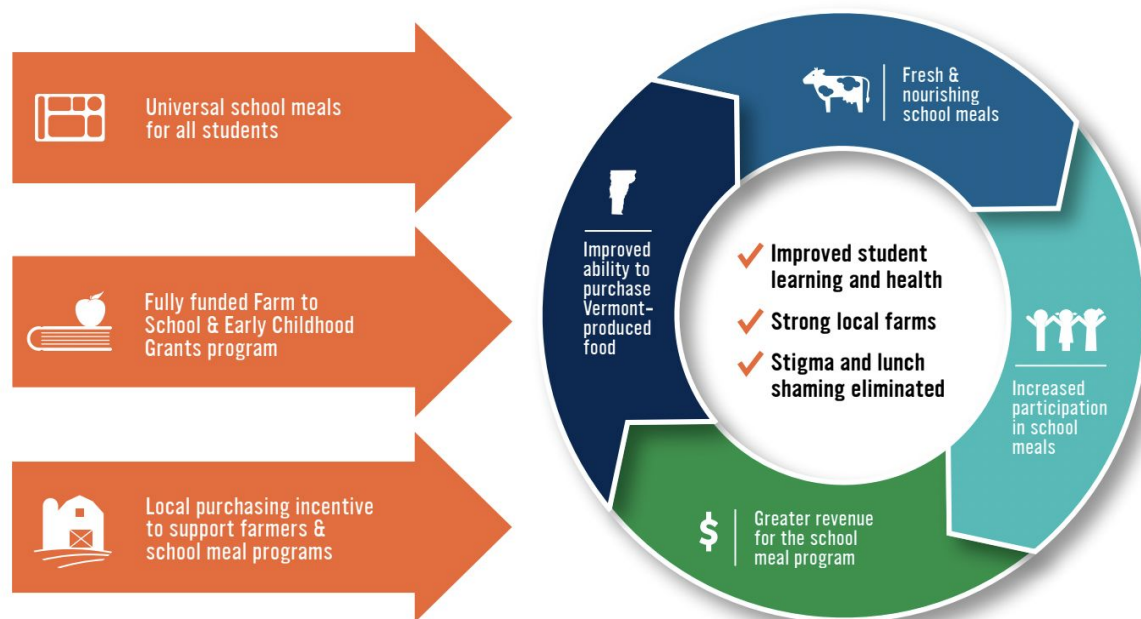 Universal school meals
for all students
Fully funded Farm to
School & Early Childhood
Grants program
Local purchasing incentive
to support farmers &
school meal programs
Fresh &
nourishing
school meals
Increased
participation
in school
meals
$
Greater revenue
for the school
meal program
Improved
ability to
purchase
Vermont-
produced
food
Improved student
learning and health
Strong local farms
Stigma and lunch
shaming eliminated